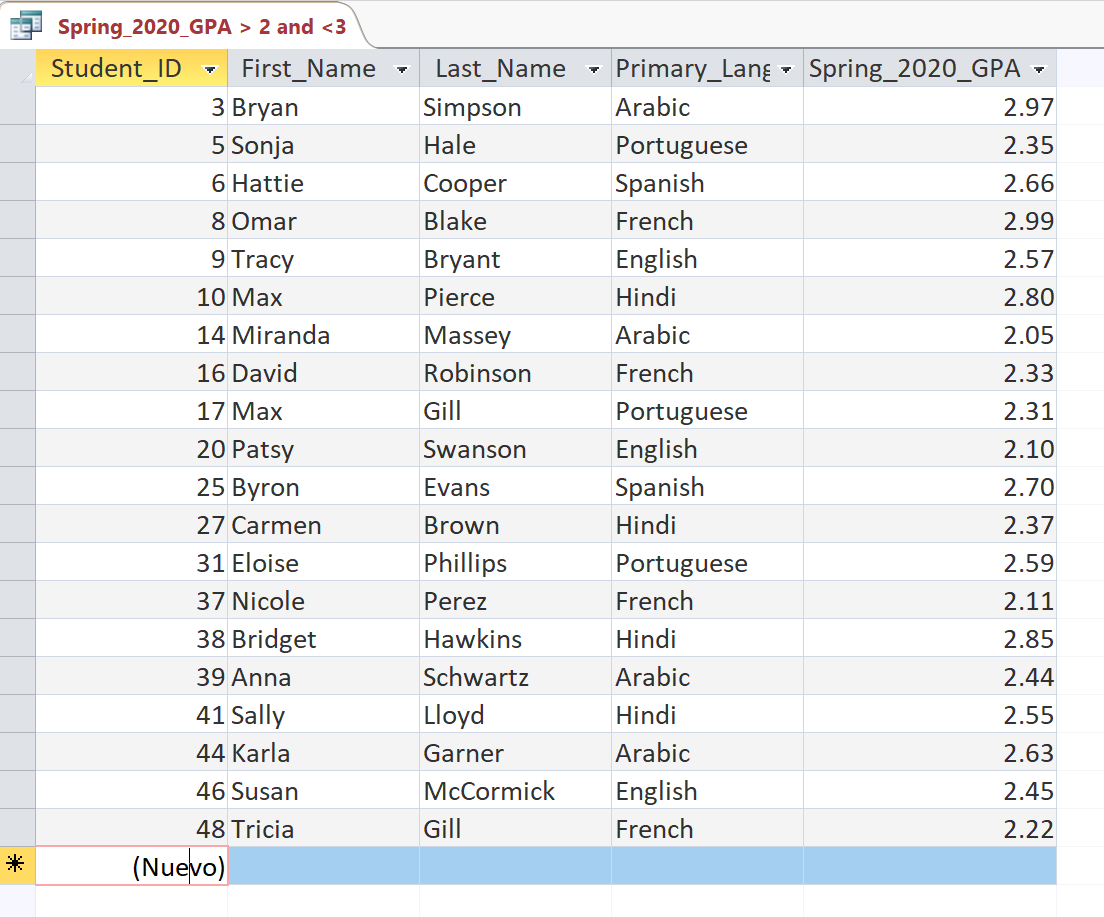 Spring_2020_GPA > 2 and <3
Student_ID First_Name Last_Name Primary_Lang Spring_2020_GPA
3 Bryan Simpson Arabic 2.97
5 Sonja Hale Portuguese 2.35
6 Hattie Cooper Spanish 2.66
8 Omar Blake French 2.99
9 Tracy Bryant English 2.57
10 Max Pierce Hindi 2.80
14 Miranda Massey Arabic 2.05
16 David Robinson French 2.33
17 Max Gill Portuguese 2.31
20 Patsy Swanson English 2.10
25 Byron Evans Spanish 2.70
27 Carmen Brown Hindi 2.37
31 Eloise Phillips Portuguese 2.59
37 Nicole Perez French 2.11
38 Bridget Hawkins Hindi 2.85
39 Anna Schwartz Arabic 2.44
41 Sally Lloyd Hindi 2.55
44 Karla Garner Arabic 2.63
46 Susan McCormick English 2.45
48 Tricia Gill French 2.22
(Nuevo)